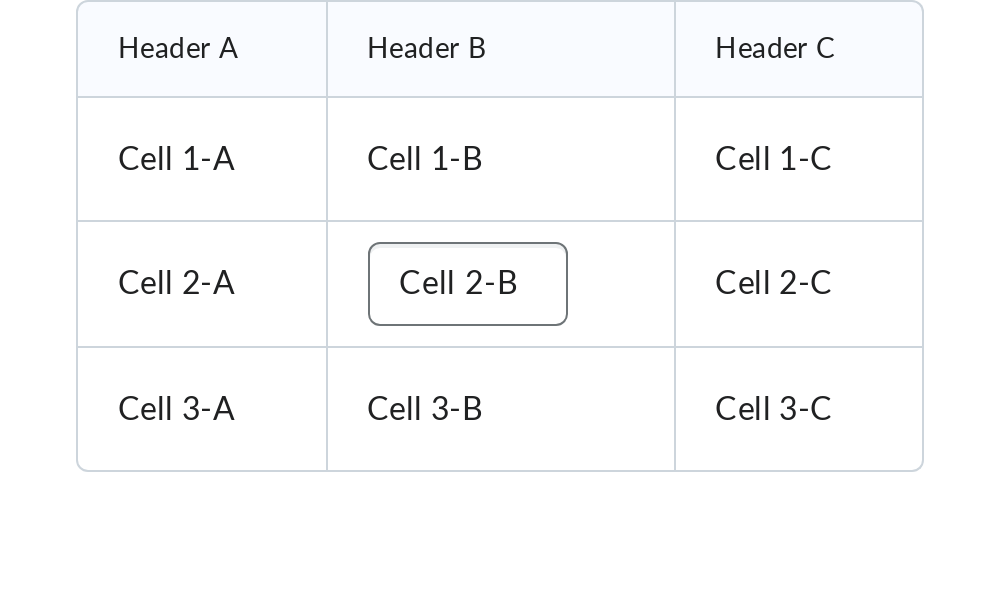 Header A Header B Header C
Cell 1-A Cell 1-B Cell 1-C
Cell 2-A Cell 2-B Cell 2-C
Cell 3-A Cell 3-B Cell 3-C